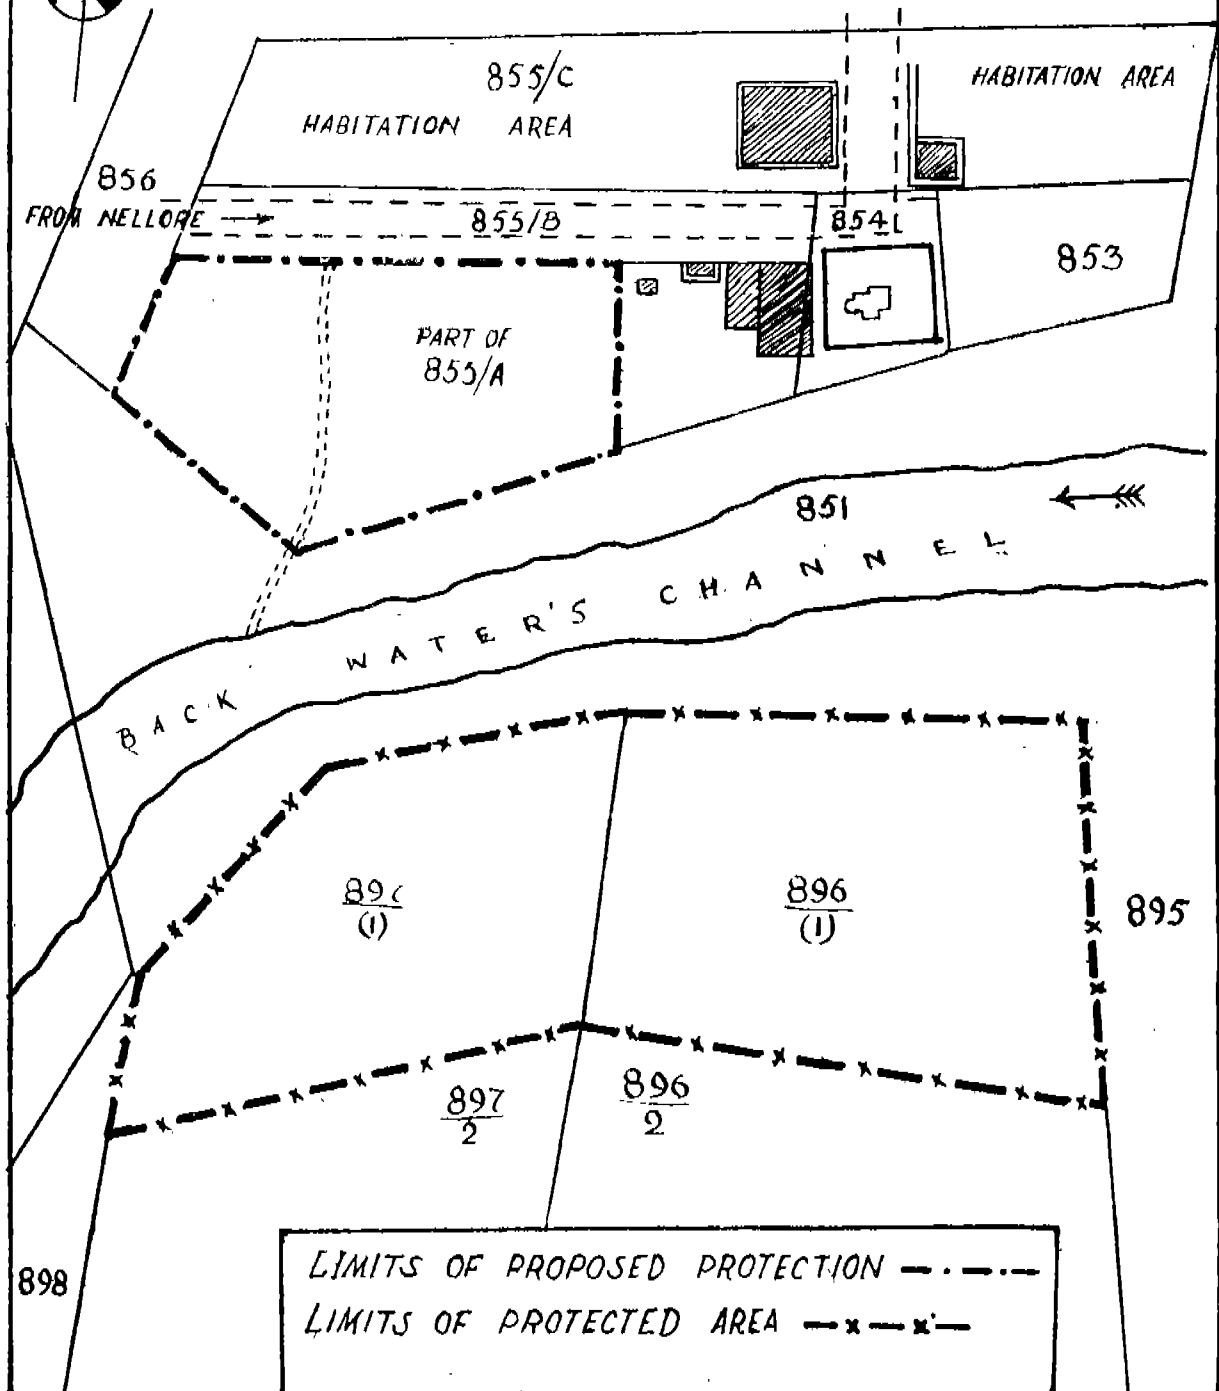 855/C
HABITATION AREA
HABITATION AREA
856
FROM NELLORE
855/B
854
853
PART OF
855/A
851
BACK WATER'S CHANNEL
(1)
896
(1)
895
897
2
896
2
898
LIMITS OF PROPOSED PROTECTION
LIMITS OF PROTECTED AREA